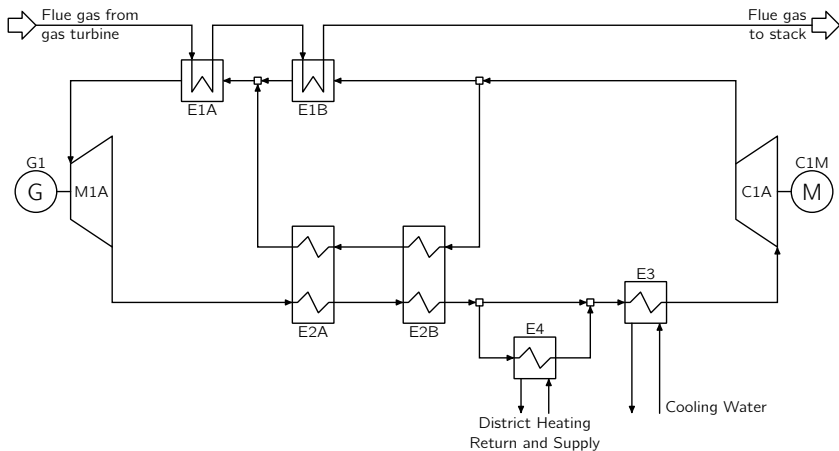 Flue gas from
gas turbine
Flue gas
to stack
E1A
E1B
G1
G
M1A
C1M
C1A
M
E3
E2A
E2B
E4
Cooling Water
District Heating
Return and Supply